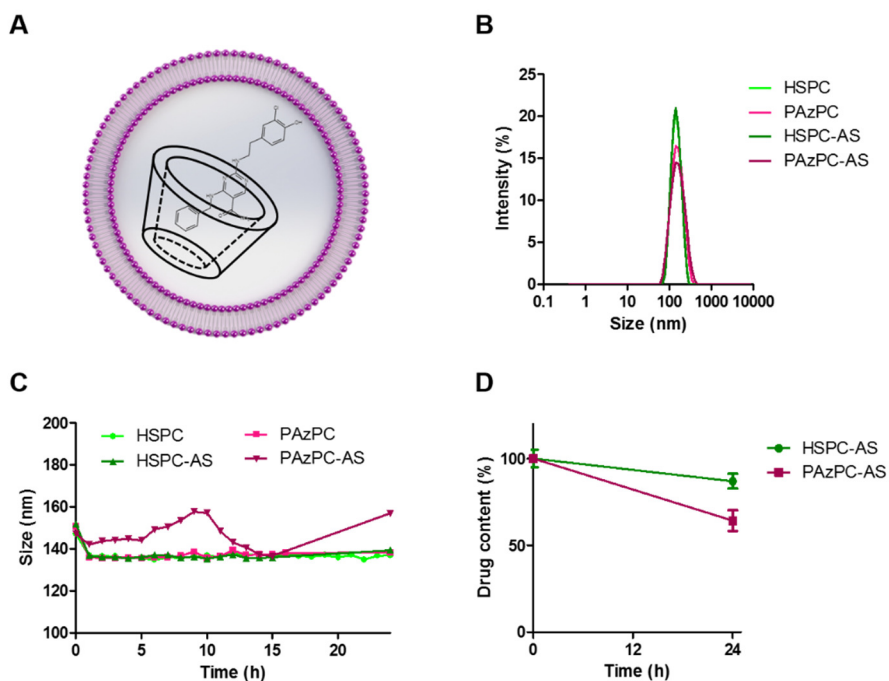 A
B
25
20
15
10
5
0
0.1
1
10
100
1000
10000
Intensity (%)
Size (nm)
HSPC
PAzPC
HSPC-AS
PAzPC-AS
C
200
180
160
140
120
100
0
5
10
15
20
Size (nm)
Time (h)
HSPC
PAzPC
HSPC-AS
PAzPC-AS
D
100
50
0
0
12
24
Drug content (%)
Time (h)
HSPC-AS
PAzPC-AS